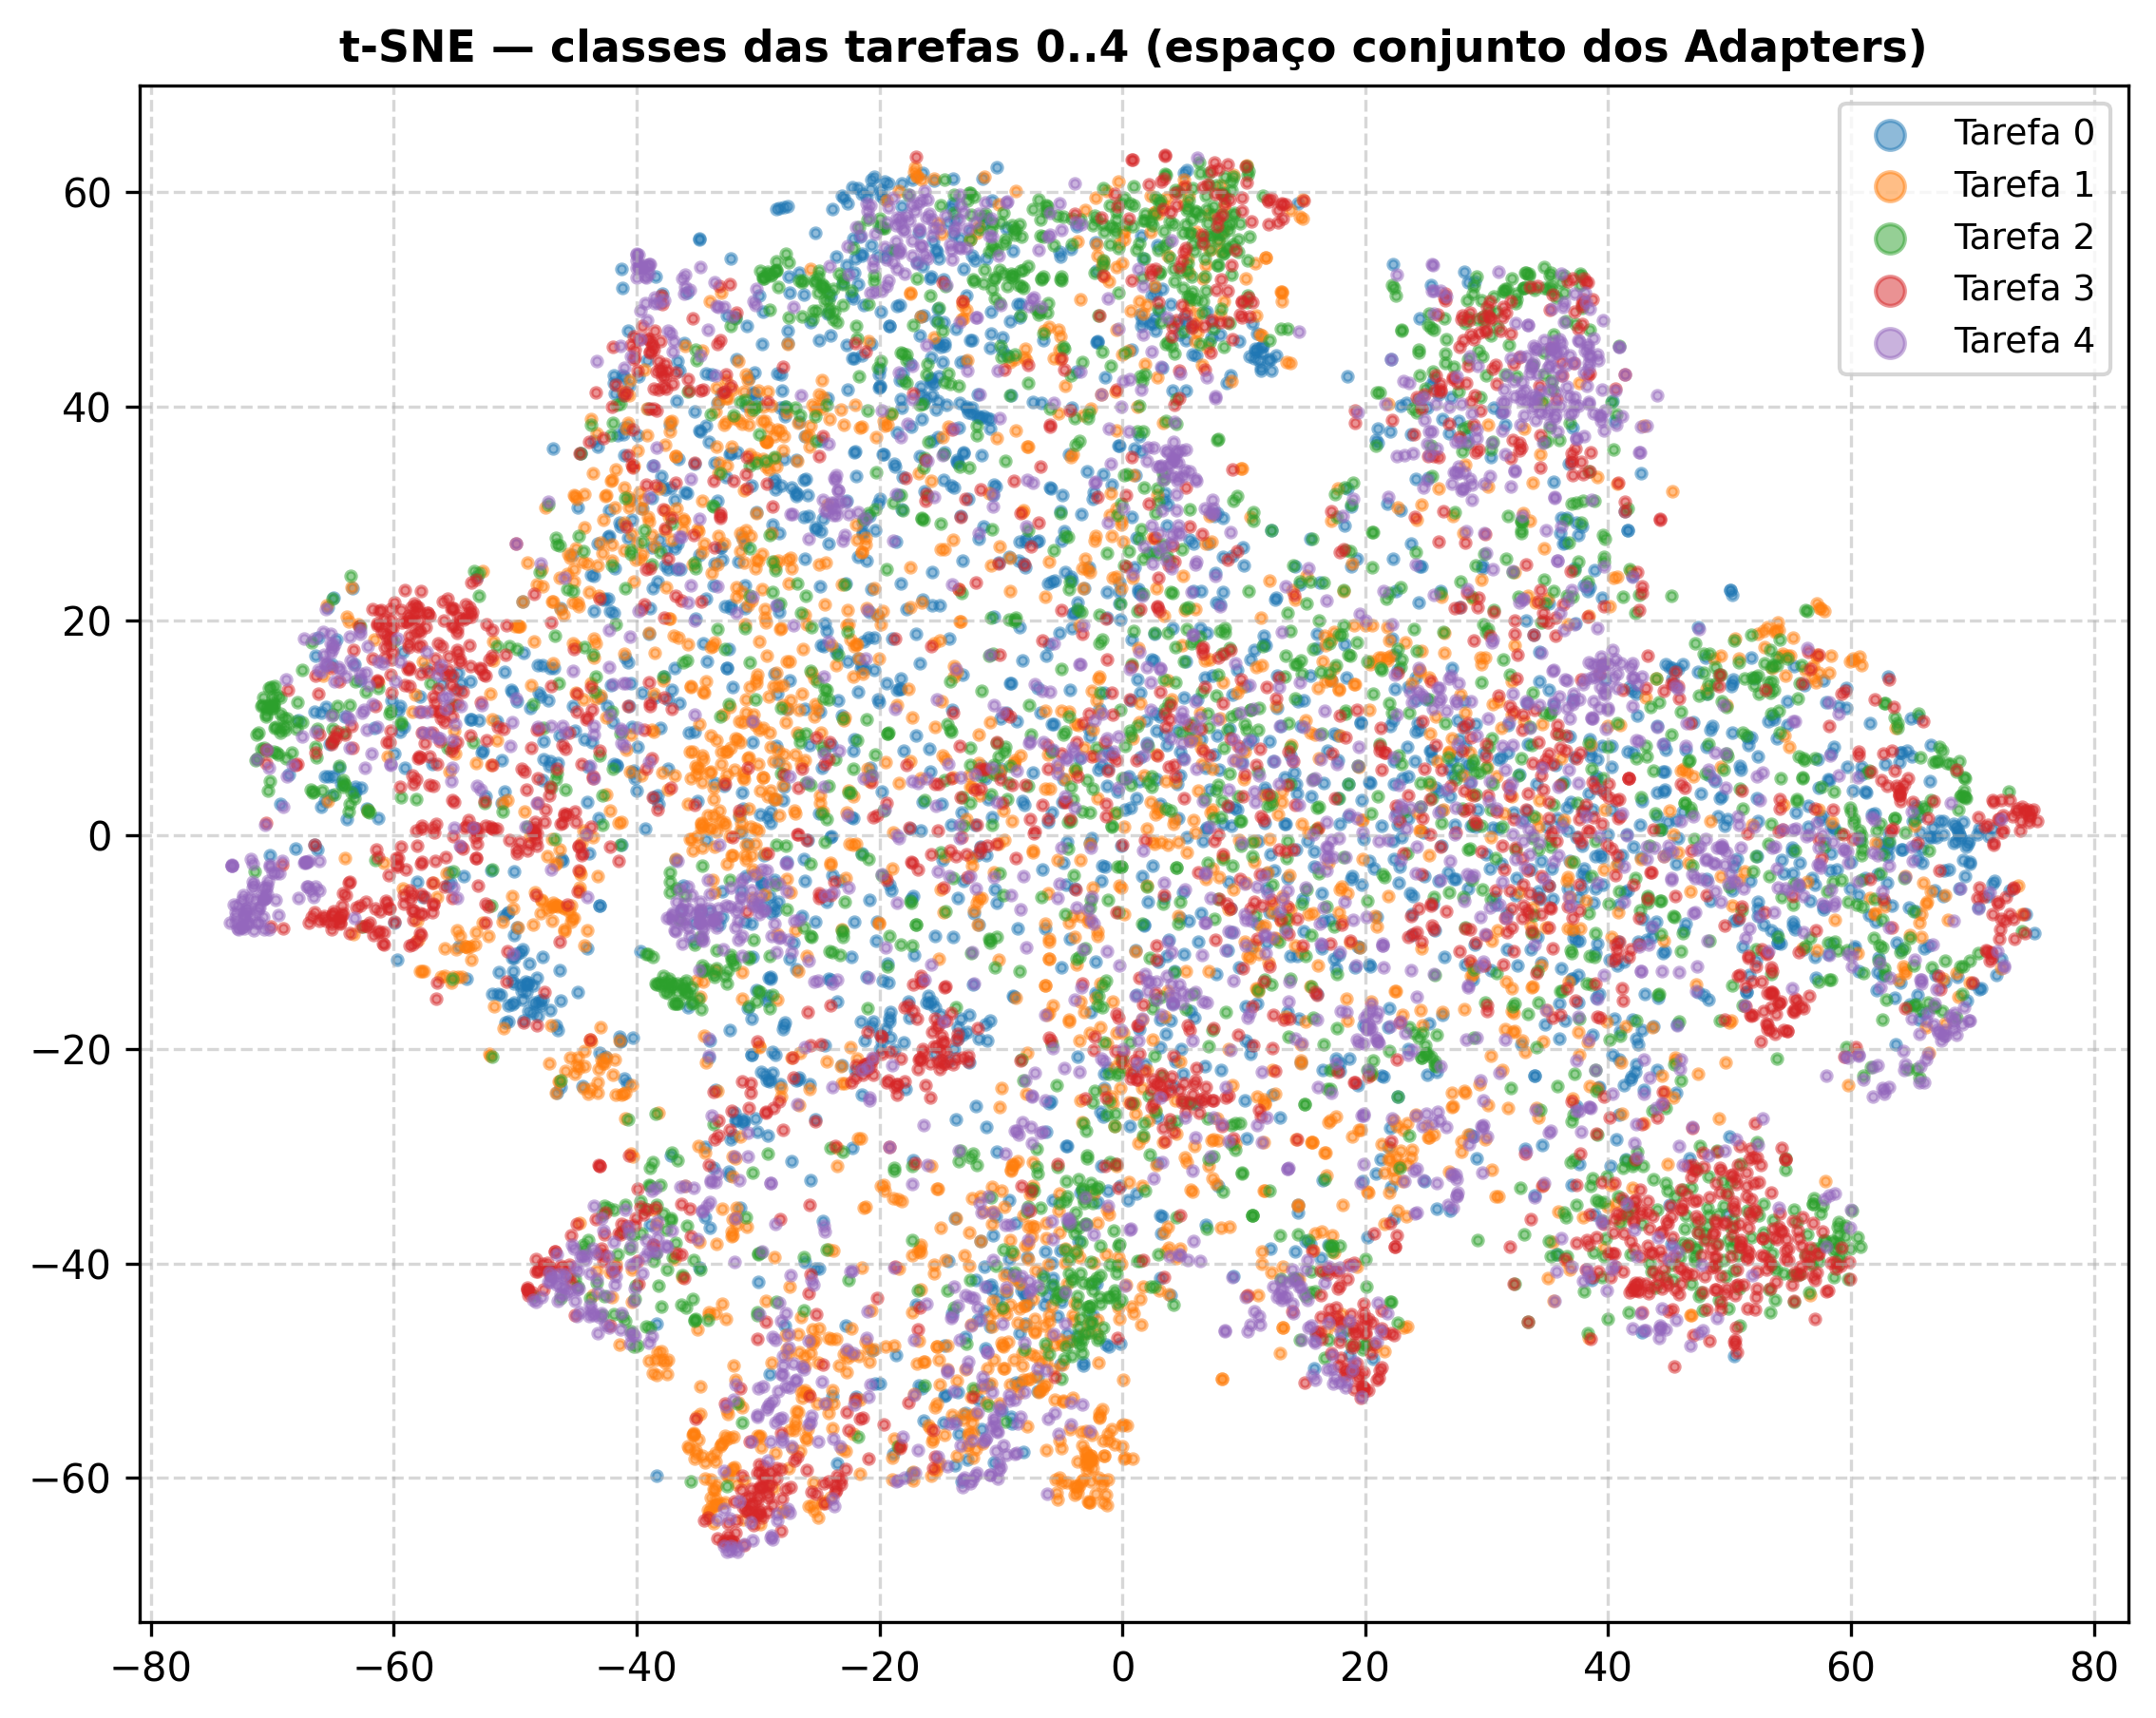 t-SNE — classes das tarefas 0..4 (espaço conjunto dos Adapters)
Tarefa 0
Tarefa 1
Tarefa 2
Tarefa 3
Tarefa 4
60
40
20
0
−20
−40
−60
−80 −60 −40 −20 0 20 40 60 80